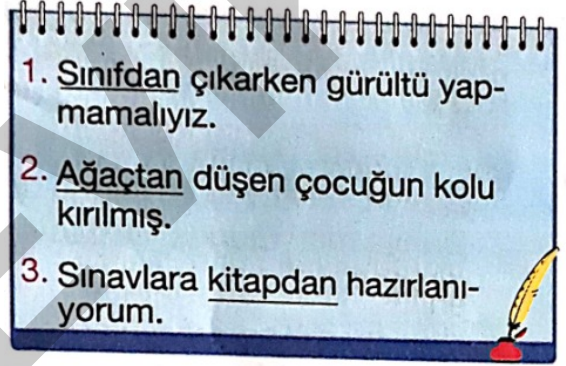 1. Sınıfdan çıkarken gürültü yap-
mamalıyız.
2. Ağaçtan düşen çocuğun kolu
kırılmış.
3. Sınavlara kitapdan hazırlanı-
yorum.